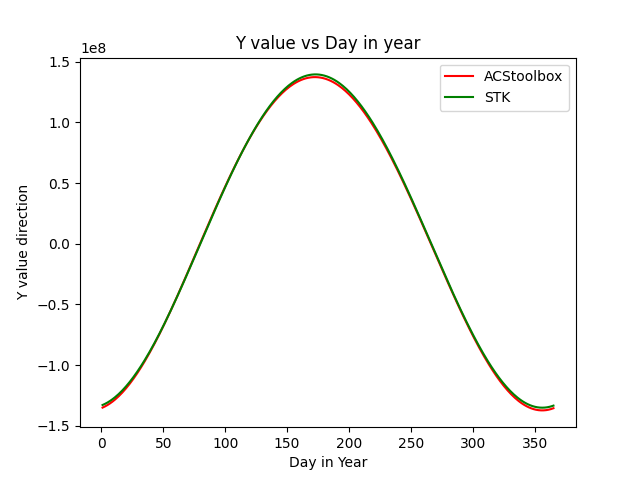 Y value vs Day in year
1e8
1.5
1.0
0.5
0.0
−0.5
−1.0
−1.5
Y value direction
ACStoolbox
STK
0 50 100 150 200 250 300 350
Day in Year